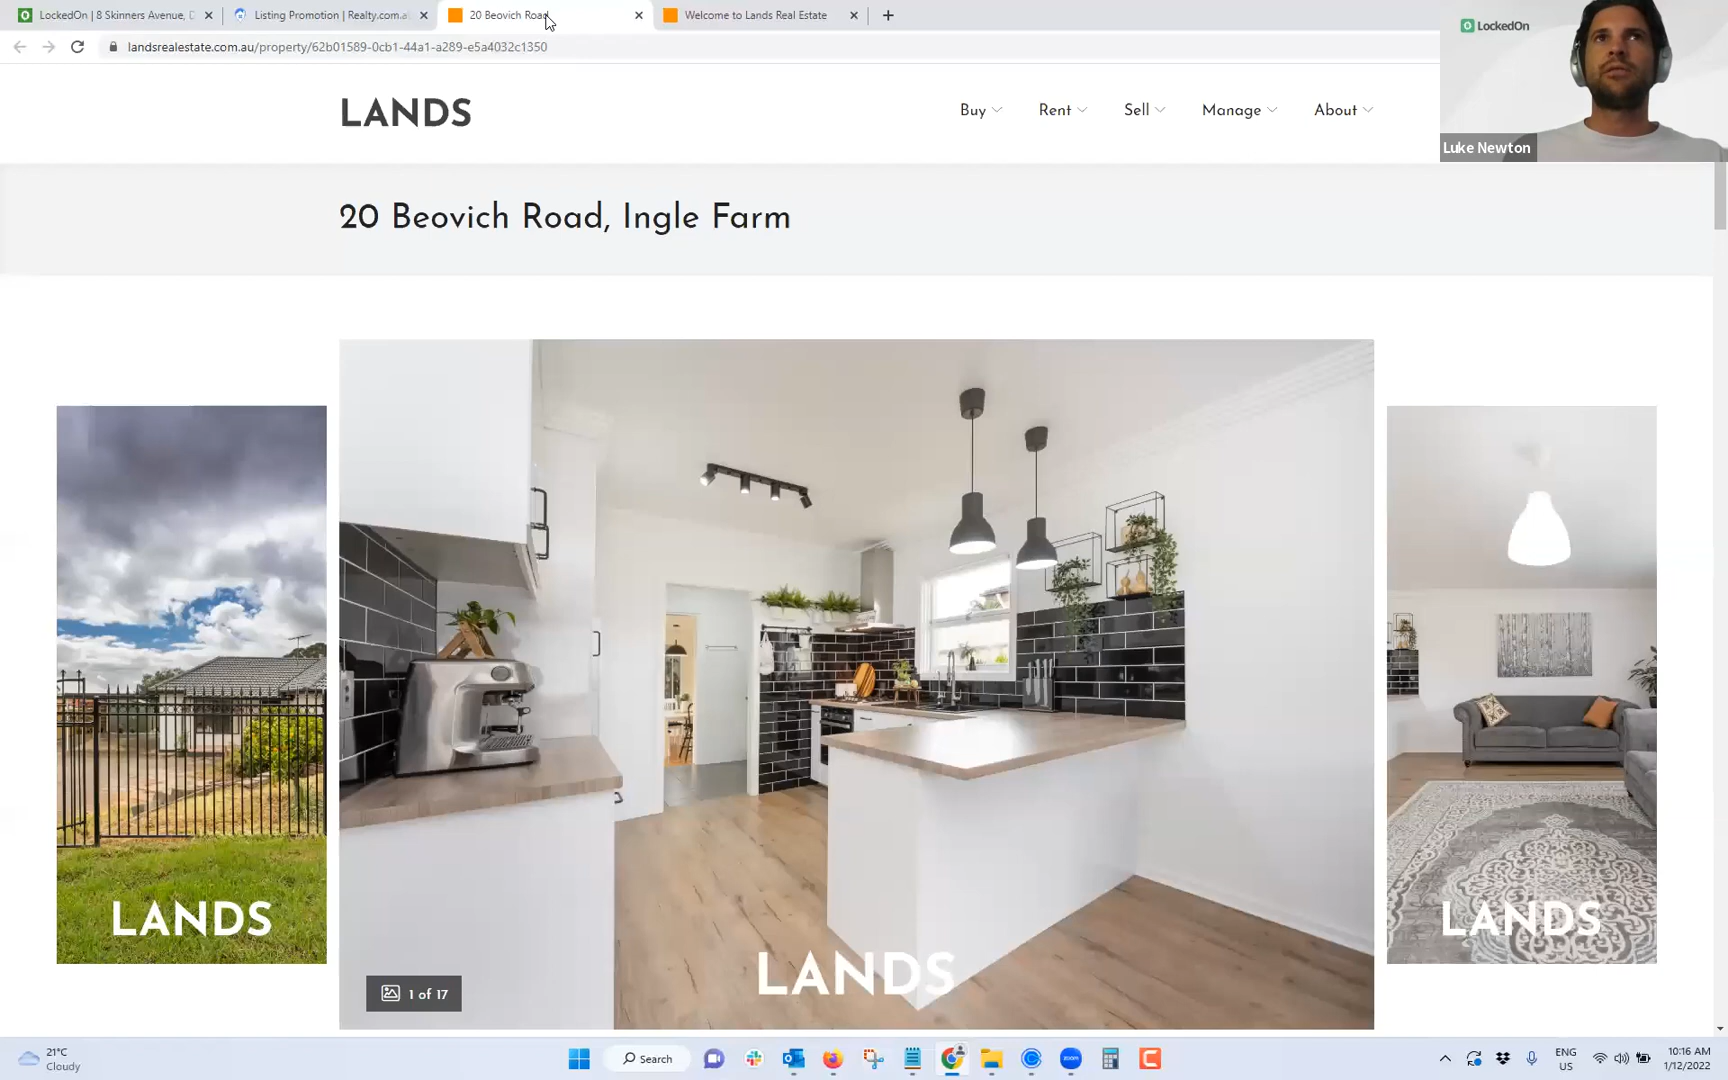 LockedOn | 8 Skinners Avenue, D
Listing Promotion | Realty.com.a
20 Beovich Road
Welcome to Lands Real Estate
landsrealestate.com.au/property/62b01589-0cb1-44a1-a289-e5a4032c1350
LockedOn
Luke Newton
LANDS
Buy
Rent
Sell
Manage
About
20 Beovich Road, Ingle Farm
LANDS
LANDS
LANDS
1 of 17
21°C
Cloudy
Search
zoom
ENG
US
10:16 AM
1/12/2022